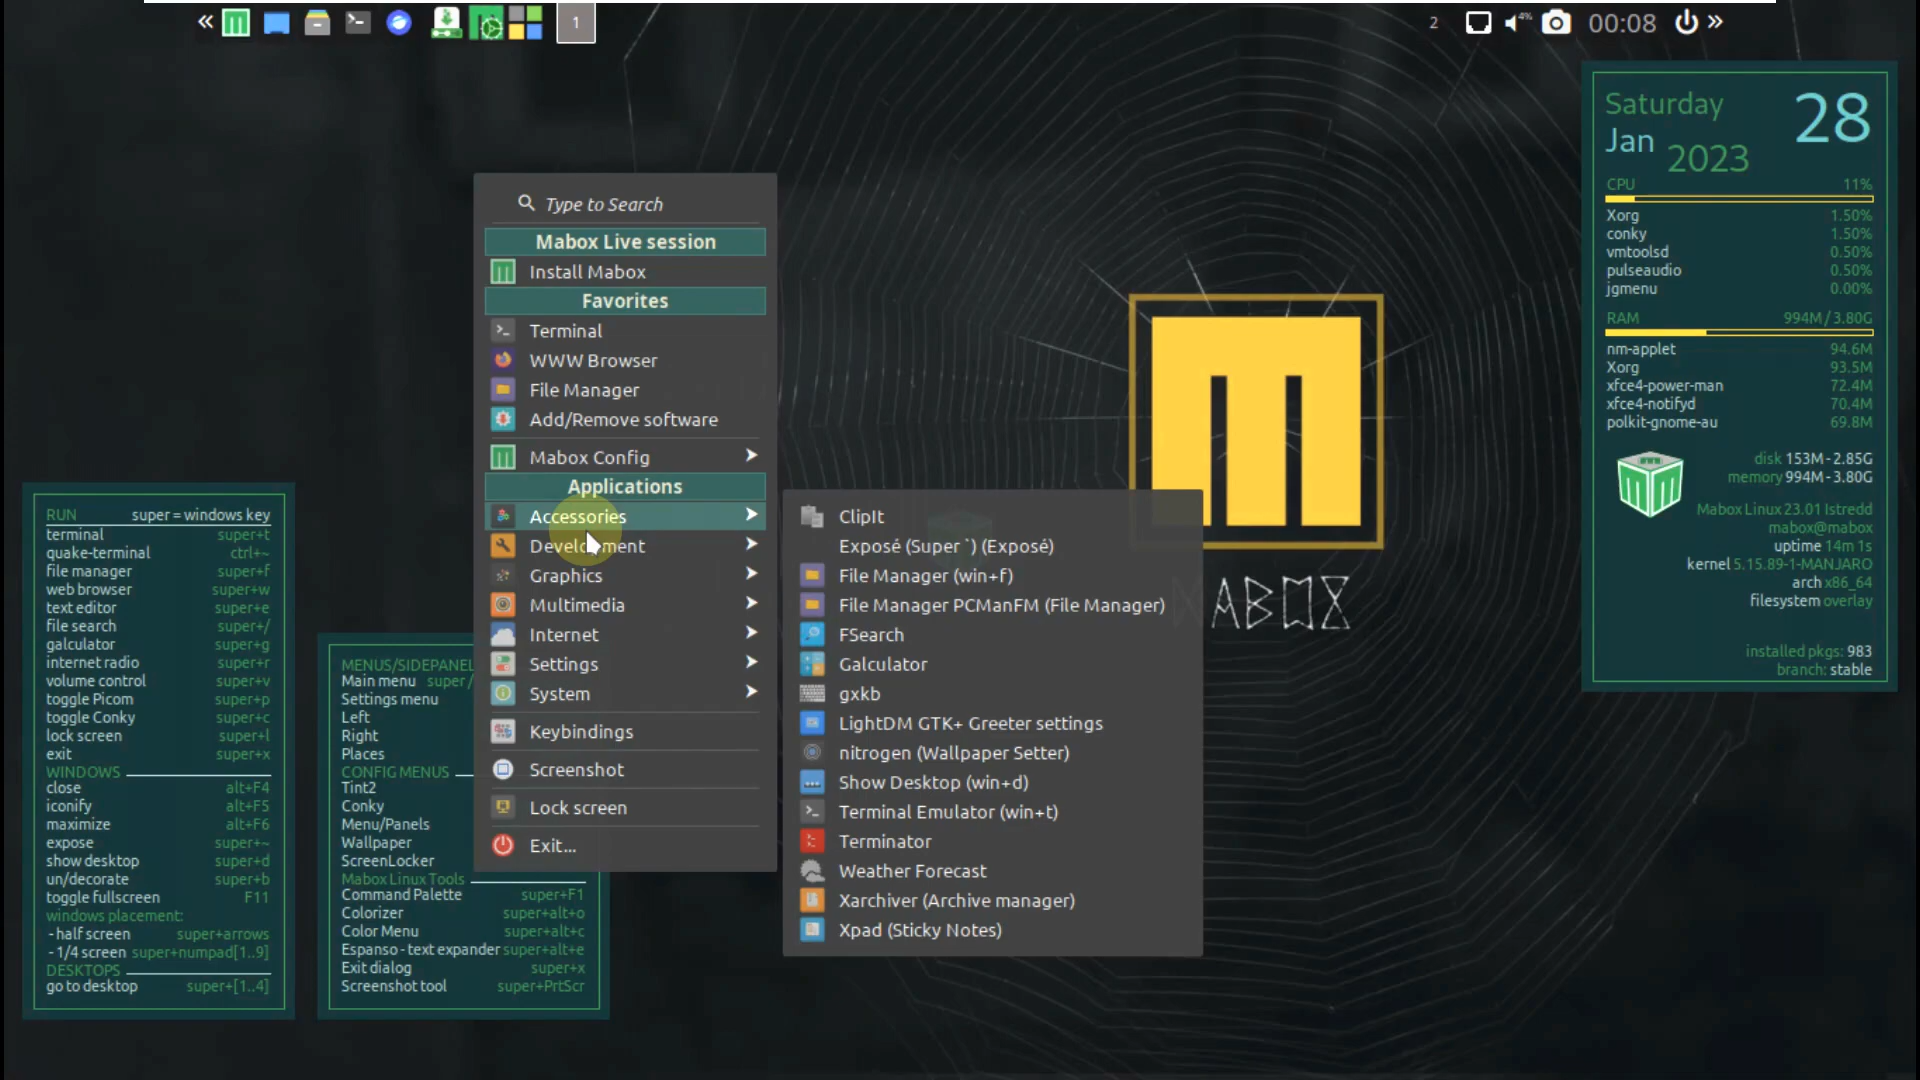 «
1
2
4%
00:08
»
Saturday
28
Jan
2023
CPU 11%
Xorg 1.50%
conky 1.50%
vmtoolsd 0.50%
pulseaudio 0.50%
jgmenu 0.00%
RAM 994M / 3.80G
nm-applet 94.6M
Xorg 93.5M
xfce4-power-man 72.4M
xfce4-notifyd 70.4M
polkit-gnome-au 69.8M
disk 153M - 2.85G
memory 994M - 3.80G
Mabox Linux 23.01 Istredd
mabox@mabox
uptime 14m 1s
kernel 5.15.89-1-MANJARO
arch x86_64
filesystem overlay
installed pkgs: 983
branch: stable
Type to Search
Mabox Live session
Install Mabox
Favorites
Terminal
WWW Browser
File Manager
Add/Remove software
Mabox Config
Applications
Accessories
Development
Graphics
Multimedia
Internet
Settings
System
Keybindings
Screenshot
Lock screen
Exit...
ClipIt
Exposé (Super `) (Exposé)
File Manager (win+f)
File Manager PCManFM (File Manager)
FSearch
Galculator
gxkb
LightDM GTK+ Greeter settings
nitrogen (Wallpaper Setter)
Show Desktop (win+d)
Terminal Emulator (win+t)
Terminator
Weather Forecast
Xarchiver (Archive manager)
Xpad (Sticky Notes)
RUN super = windows key
terminal super+t
quake-terminal ctrl+~
file manager super+f
web browser super+w
text editor super+e
file search super+/
galculator super+g
internet radio super+r
volume control super+v
toggle Picom super+p
toggle Conky super+c
lock screen super+l
exit super+x
WINDOWS
close alt+F4
iconify alt+F5
maximize alt+F6
expose super+~
show desktop super+d
un/decorate super+b
toggle fullscreen F11
windows placement:
- half screen super+arrows
- 1/4 screen super+numpad[1..9]
DESKTOPS
go to desktop super+[1..4]
MENUS/SIDEPANEL
Main menu super /
Settings menu
Left
Right
Places
CONFIG MENUS
Tint2
Conky
Menu/Panels
Wallpaper
ScreenLocker
Mabox Linux Tools
Command Palette super+F1
Colorizer super+alt+o
Color Menu super+alt+c
Espanso - text expander super+alt+e
Exit dialog super+x
Screenshot tool super+PrtScr